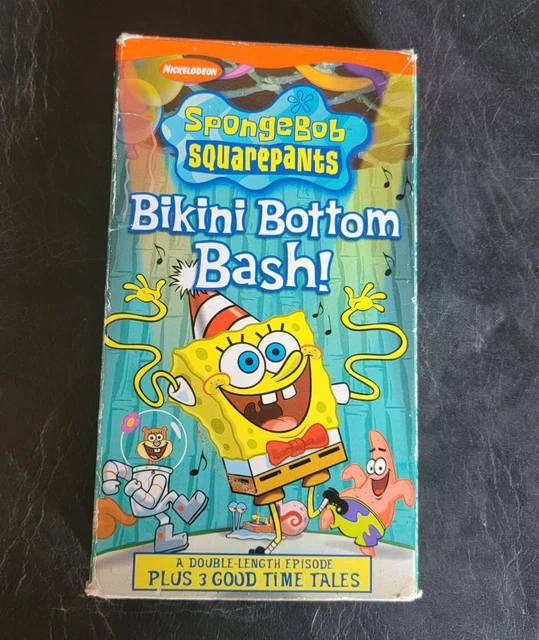 NICKELODEON
SpongeBob
SQUAREPANTS
Bikini Bottom
Bash!
A DOUBLE-LENGTH EPISODE
PLUS 3 GOOD TIME TALES